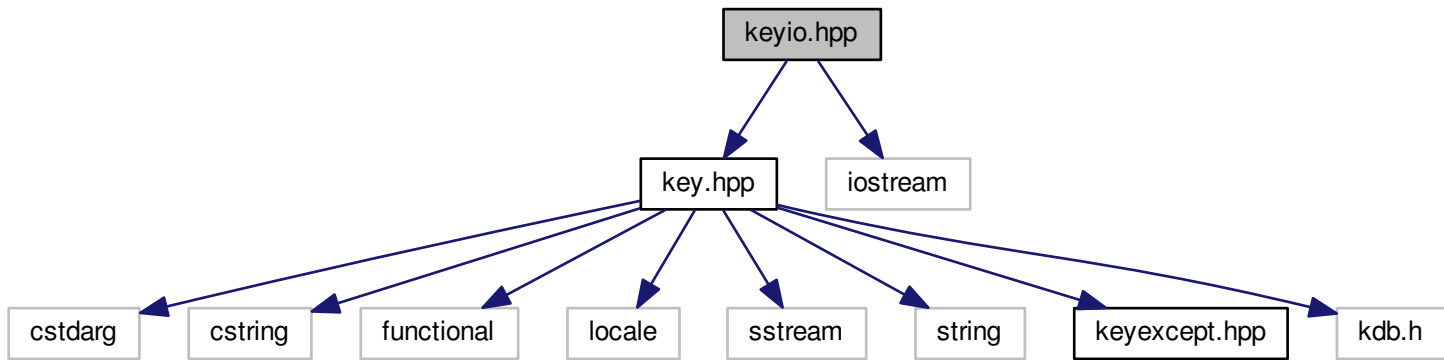 keyio.hpp
key.hpp
iostream
cstdarg
cstring
functional
locale
sstream
string
keyexcept.hpp
kdb.h